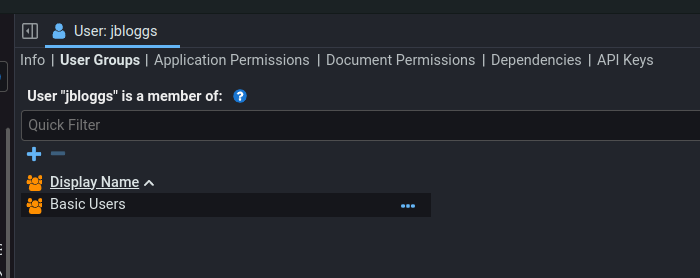 User: jbloggs
Info | User Groups | Application Permissions | Document Permissions | Dependencies | API Keys
User "jbloggs" is a member of: ?
Quick Filter
Display Name
Basic Users